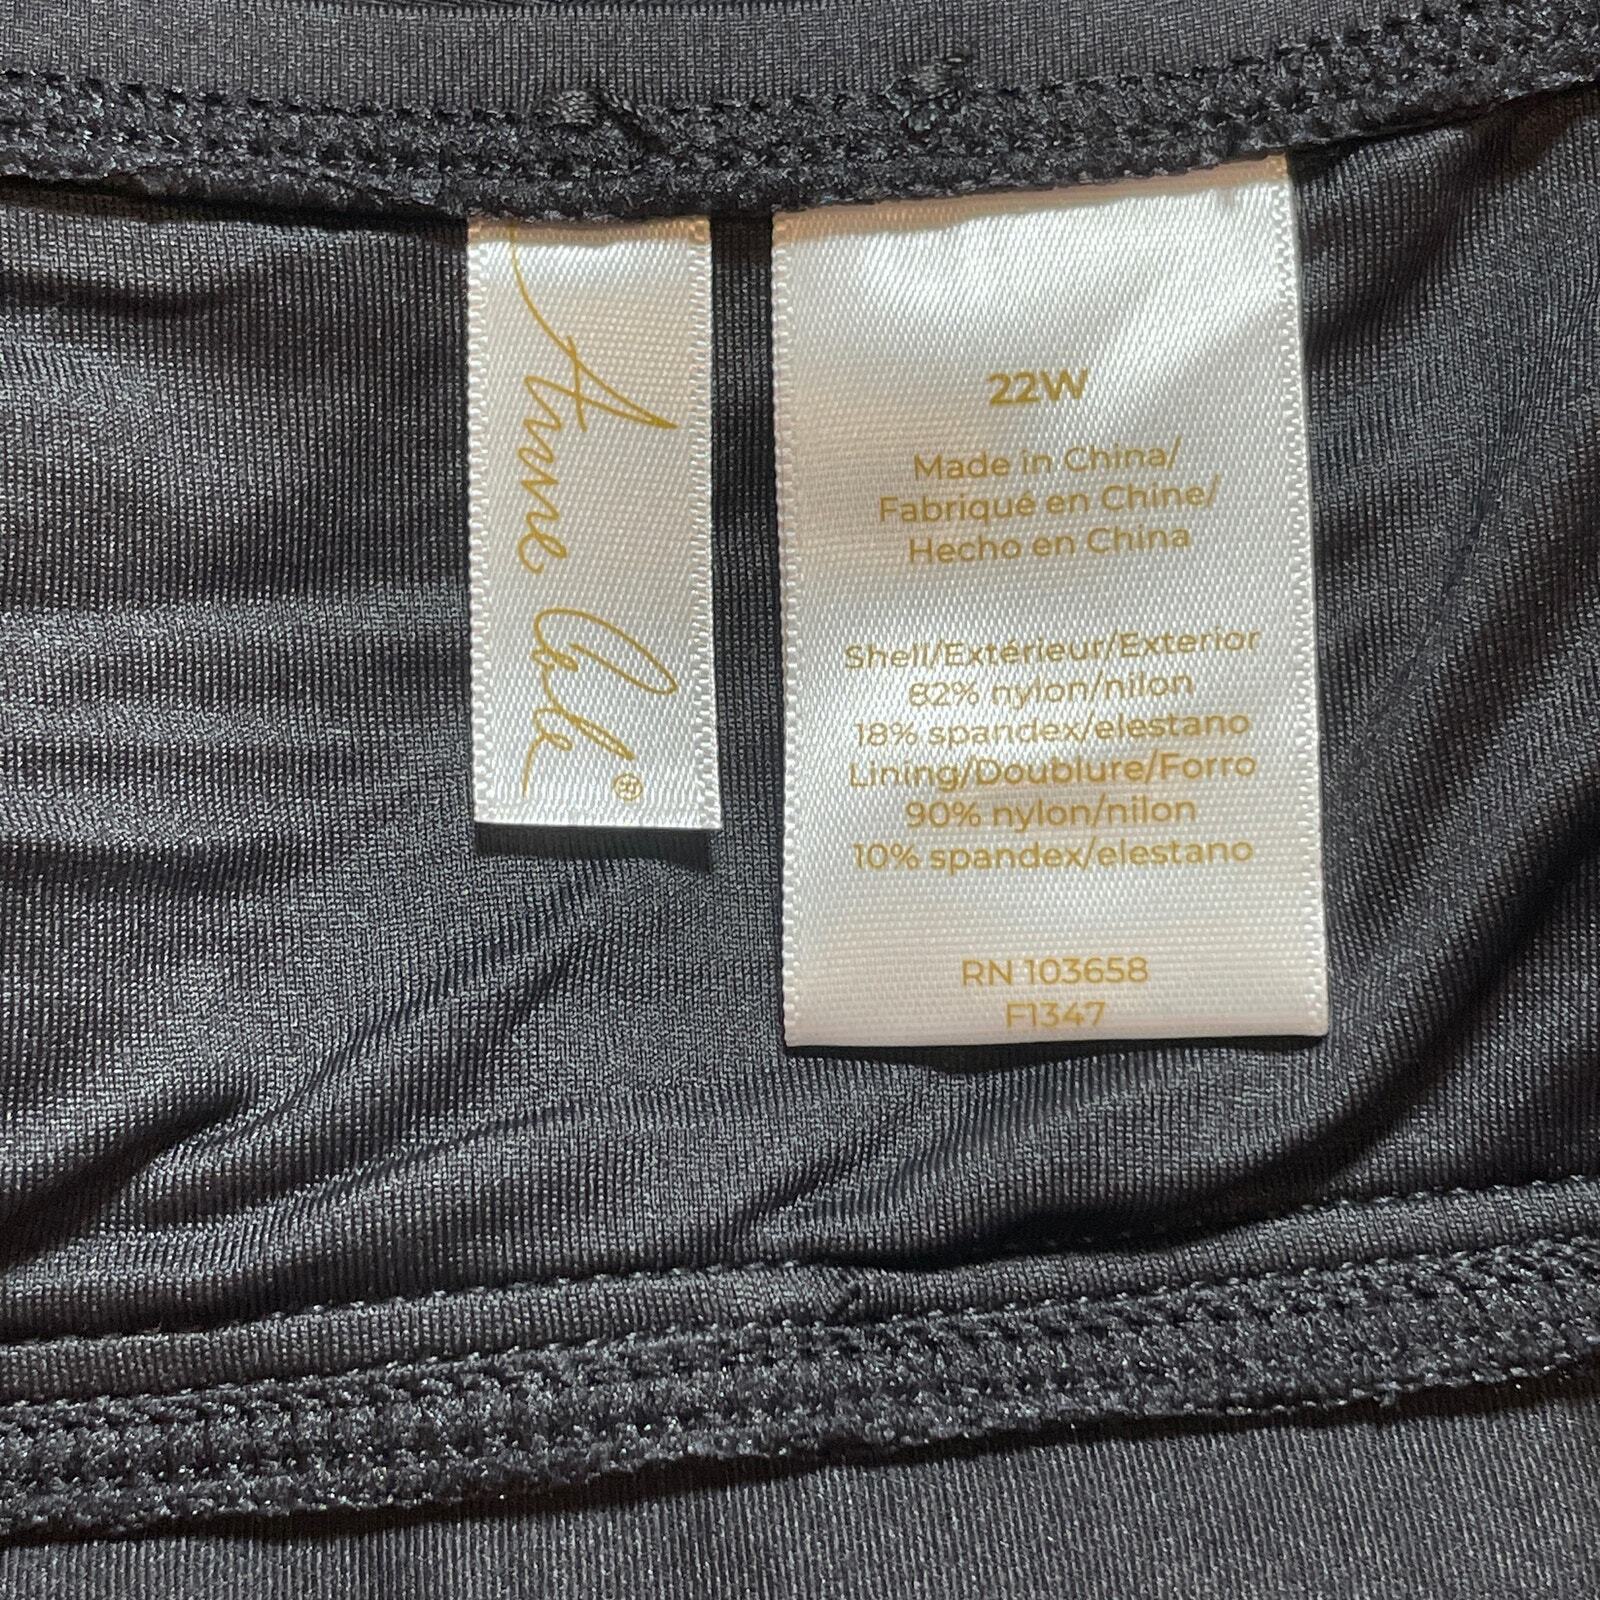 Anne Cole®
22W
Made in China/
Fabriqué en Chine/
Hecho en China
Shell/Extérieur/Exterior
82% nylon/nilon
18% spandex/elestano
Lining/Doublure/Forro
90% nylon/nilon
10% spandex/elestano
RN 103658
F1347